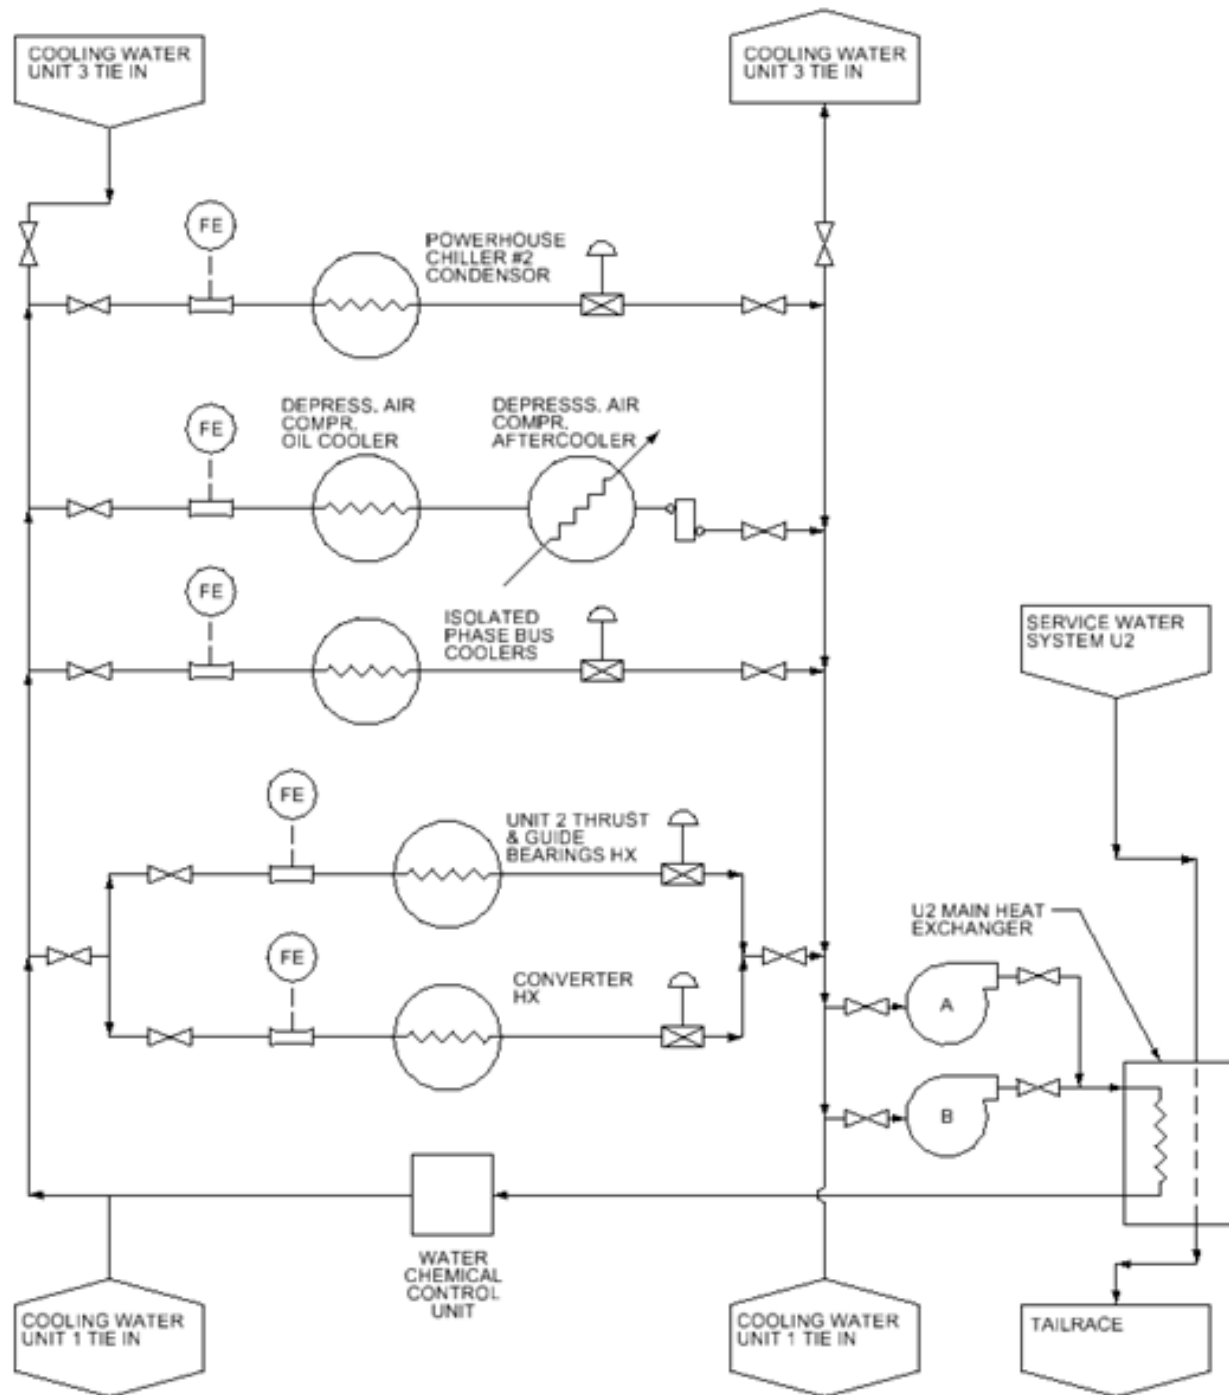 COOLING WATER
UNIT 3 TIE IN
COOLING WATER
UNIT 3 TIE IN
FE
POWERHOUSE
CHILLER #2
CONDENSOR
FE
DEPRESS. AIR
COMPR.
OIL COOLER
DEPRESSS. AIR
COMPR.
AFTERCOOLER
FE
ISOLATED
PHASE BUS
COOLERS
SERVICE WATER
SYSTEM U2
FE
UNIT 2 THRUST
& GUIDE
BEARINGS HX
U2 MAIN HEAT
EXCHANGER
FE
CONVERTER
HX
A
B
WATER
CHEMICAL
CONTROL
UNIT
COOLING WATER
UNIT 1 TIE IN
COOLING WATER
UNIT 1 TIE IN
TAILRACE